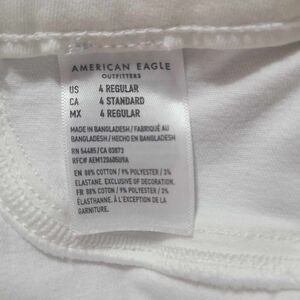 AMERICAN EAGLE
OUTFITTERS
US 4 REGULAR
CA 4 STANDARD
MX 4 REGULAR
MADE IN BANGLADESH / FABRIQUÉ AU
BANGLADESH / HECHO EN BANGLADESH
RN 54485/CA 03873
RFC# AEM120605U9A
EN 88% COTTON / 9% POLYESTER / 3%
ELASTANE. EXCLUSIVE OF DECORATION.
FR 88% COTON / 9% POLYESTER / 3%
ÉLASTHANNE. À L'EXCEPTION DE LA
GARNITURE.